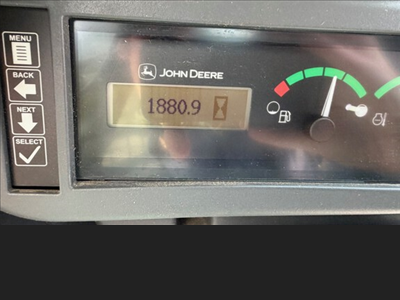 MENU
BACK
NEXT
SELECT
JOHN DEERE
1880.9